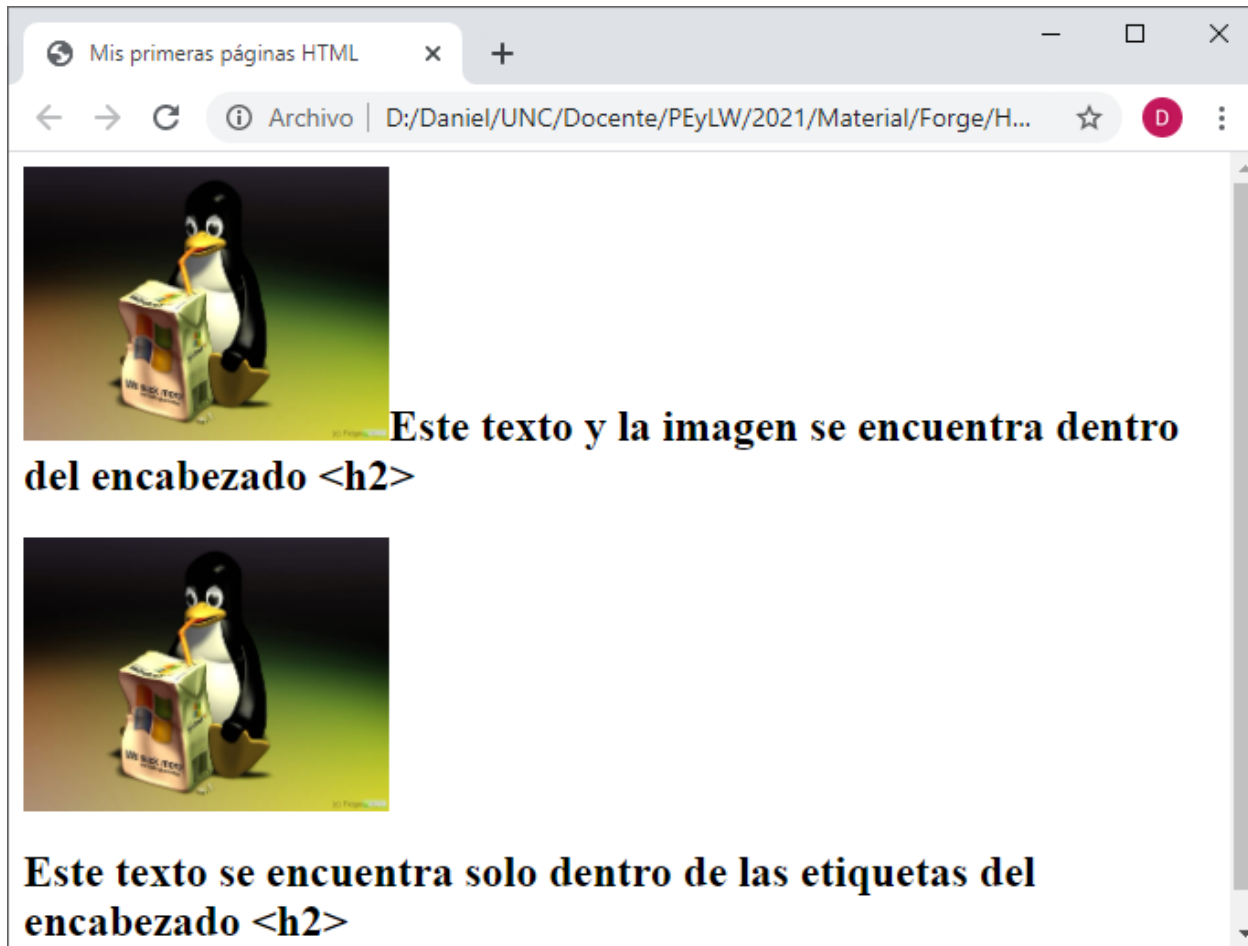 Mis primeras páginas HTML
Archivo | D:/Daniel/UNC/Docente/PEyLW/2021/Material/Forge/H...
D
Este texto y la imagen se encuentra dentro
del encabezado <h2>
Este texto se encuentra solo dentro de las etiquetas del
encabezado <h2>